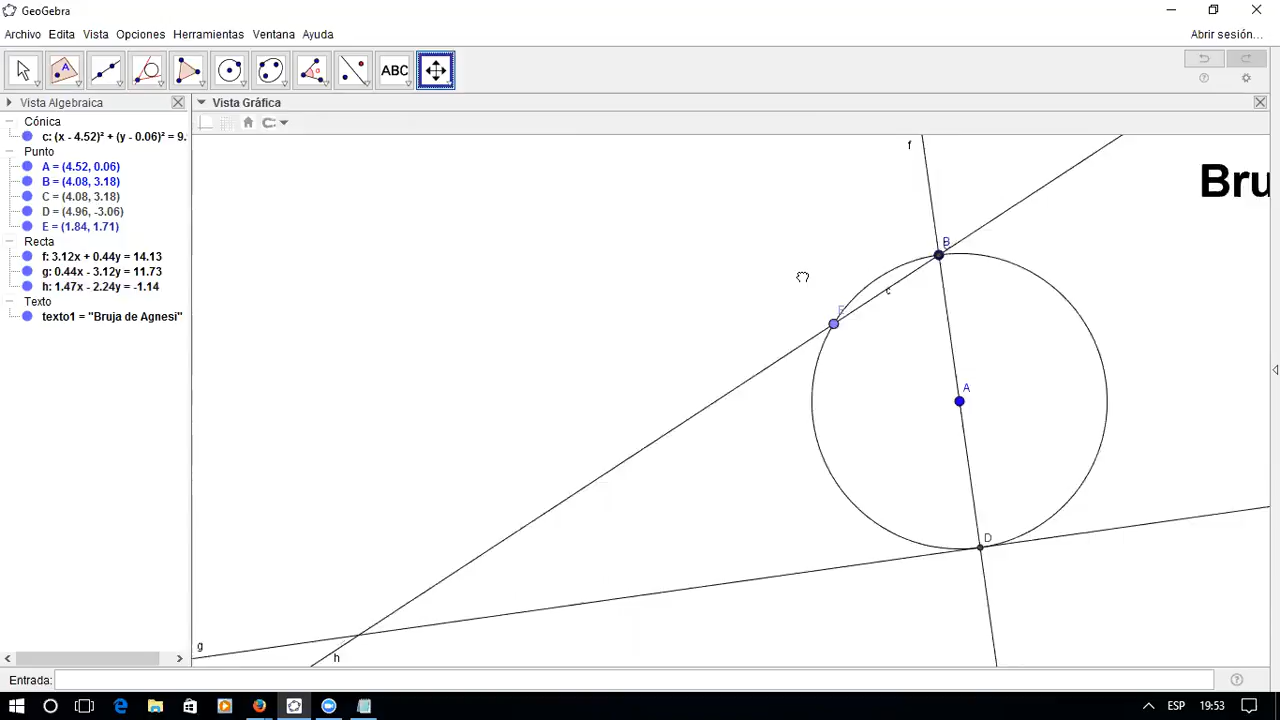 GeoGebra
Archivo Edita Vista Opciones Herramientas Ventana Ayuda
Abrir sesión...
A
α
ABC
Vista Algebraica
Vista Gráfica
Cónica
c: (x - 4.52)² + (y - 0.06)² = 9.
Punto
A = (4.52, 0.06)
B = (4.08, 3.18)
C = (4.08, 3.18)
D = (4.96, -3.06)
E = (1.84, 1.71)
Recta
f: 3.12x + 0.44y = 14.13
g: 0.44x - 3.12y = 11.73
h: 1.47x - 2.24y = -1.14
Texto
texto1 = "Bruja de Agnesi"
f
Bru
B
c
E
A
D
g
h
Entrada:
ESP 19:53